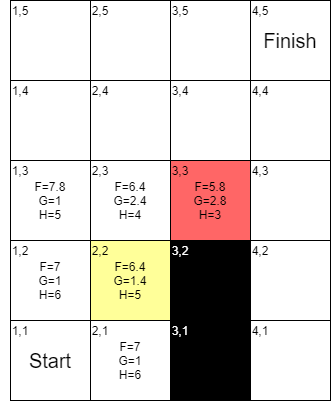 1,5 2,5 3,5 4,5
Finish
1,4 2,4 3,4 4,4
1,3 2,3 3,3 4,3
F=7.8 F=6.4 F=5.8
G=1 G=2.4 G=2.8
H=5 H=4 H=3
1,2 2,2 3,2 4,2
F=7 F=6.4
G=1 G=1.4
H=6 H=5
1,1 2,1 3,1 4,1
Start
F=7
G=1
H=6